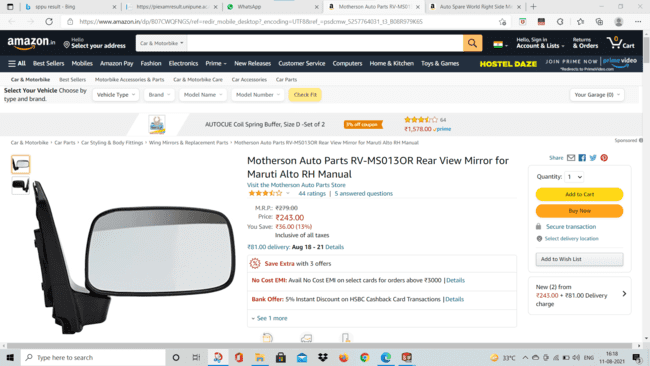 sppu result - Bing
https://pressmresult.unipune.a
WhatsApp
Motherson Auto Parts RV-MS01
Auto Spare World Right Side M
https://www.amazon.in/dp/B07CWQFNGS/ref=redir_mobile_desktop?_encoding=UTF8&ref_=psdcmw_5257764031_t3_B08R979K6S
amazon.in
Hello
Select your address
Car & Motorbike
Hello, Sign in
Account & Lists
Returns
& Orders
0
Cart
All
Best Sellers
Mobiles
Amazon Pay
Fashion
Electronics
Prime
New Releases
Customer Service
Computers
Home & Kitchen
Toys & Games
HOSTEL DAZE
JOIN PRIME NOW
*Redirects to PrimeVideo.com
prime video
Car & Motorbike
Best Sellers
Motorbike Accessories & Parts
Car & Motorbike Care
Car Accessories
Car Parts
Select Your Vehicle Choose by
type and brand.
Vehicle Type
Brand
Model Name
Model Number
Check Fit
Your Garage (0)
AUTOCUE Coil Spring Buffer, Size D -Set of 2
5% coupon
64
₹1,578.00 prime
Sponsored
Car & Motorbike › Car Parts › Car Styling & Body Fittings › Wing Mirrors & Replacement Parts › Motherson Auto Parts RV-MS013OR Rear View Mirror for Maruti Alto RH Manual
Motherson Auto Parts RV-MS013OR Rear View Mirror for
Maruti Alto RH Manual
Visit the Motherson Auto Parts Store
44 ratings | 5 answered questions
M.R.P.: ₹279.00
Price: ₹243.00
You Save: ₹36.00 (13%)
Inclusive of all taxes
₹81.00 delivery: Aug 18 - 21 Details
Save Extra with 3 offers
No Cost EMI: Avail No Cost EMI on select cards for orders above ₹3000 | Details
Bank Offer: 5% Instant Discount on HSBC Cashback Card Transactions | Details
See 1 more
Share
Quantity: 1
Add to Cart
Buy Now
Secure transaction
Select delivery location
Add to Wish List
New (2) from
₹243.00 + ₹81.00 Delivery
charge
Type here to search
33°C
ENG
16:18
11-08-2021